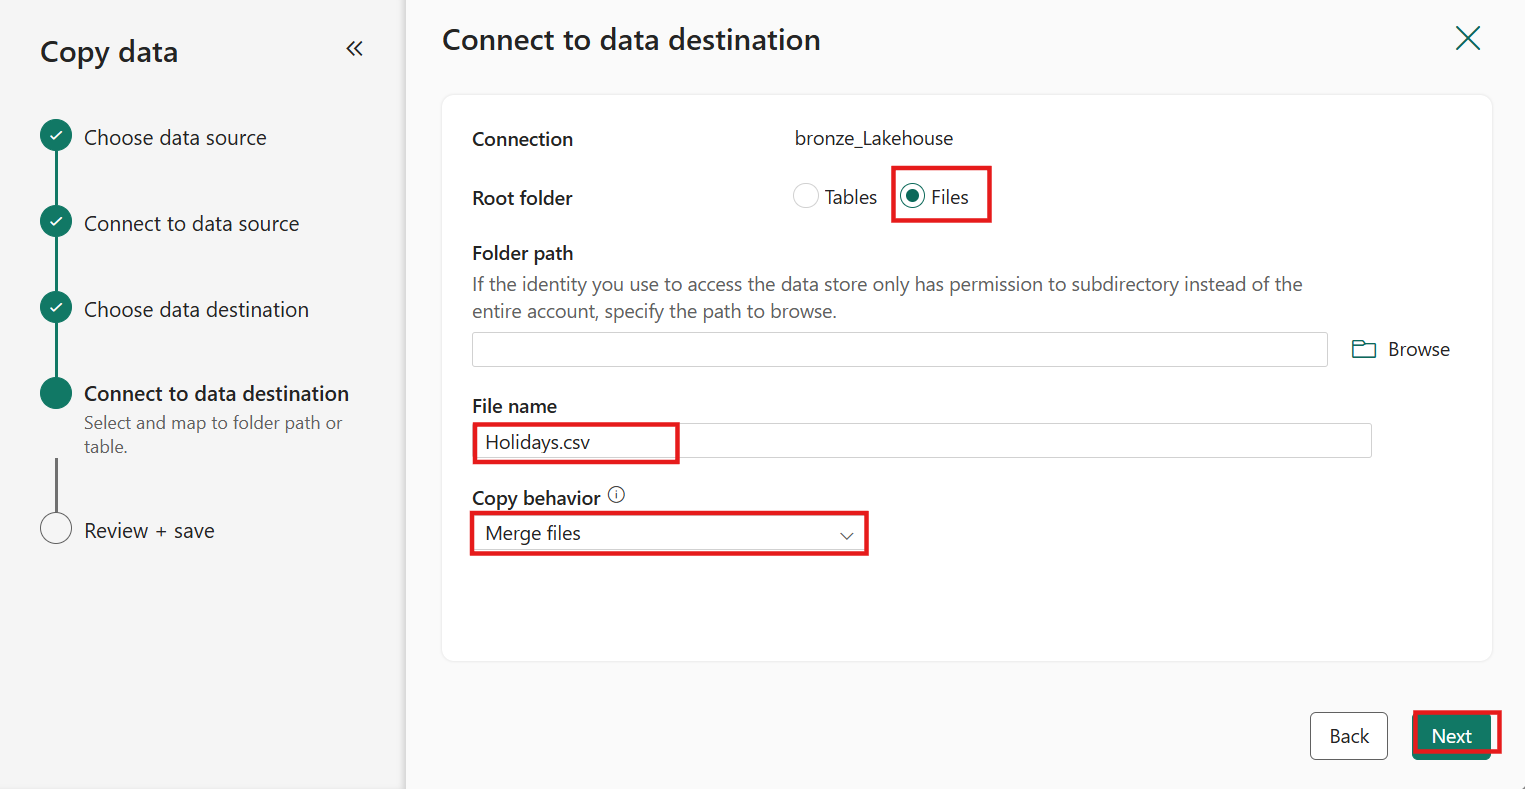 Copy data
Choose data source
Connect to data source
Choose data destination
Connect to data destination
Select and map to folder path or
table.
Review + save
Connect to data destination
Connection bronze_Lakehouse
Root folder Tables Files
Folder path
If the identity you use to access the data store only has permission to subdirectory instead of the
entire account, specify the path to browse.
Browse
File name
Holidays.csv
Copy behavior
Merge files
Back Next